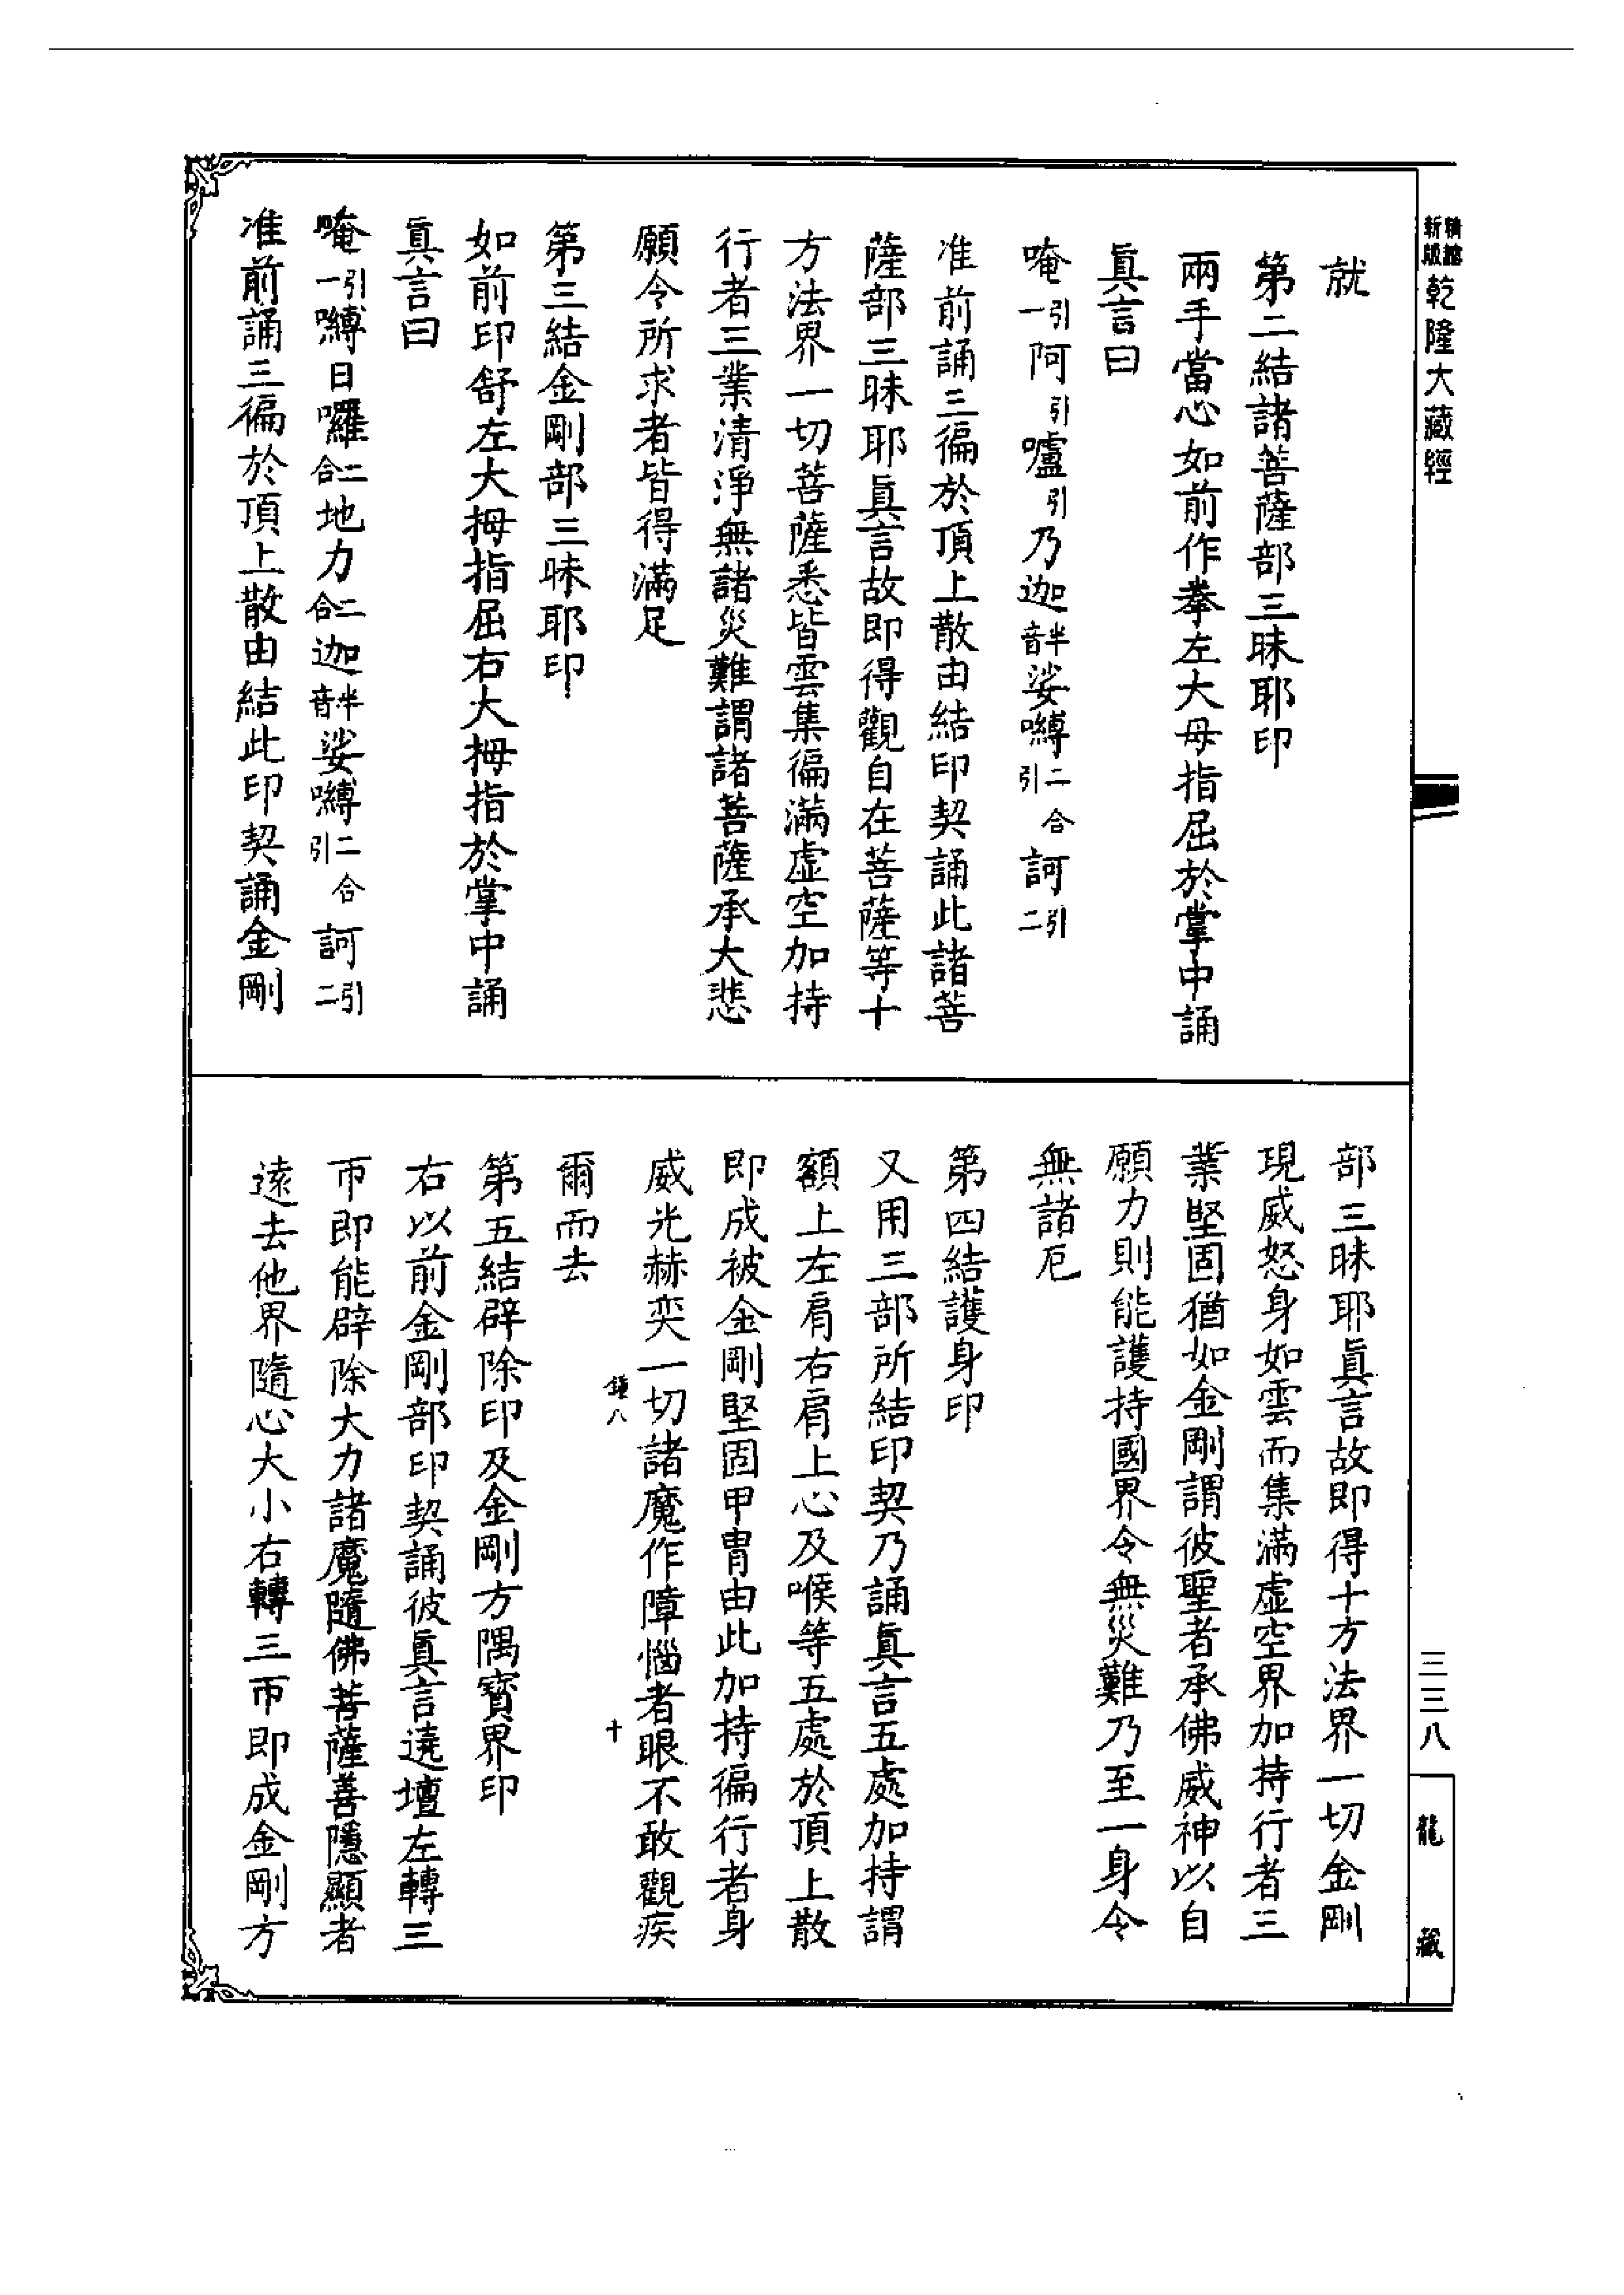 新版精縮乾隆大藏經
就
第二結諸菩薩部三昧耶印
兩手當心如前作拳左大母指屈於掌中誦
眞言曰
唵引一阿引嚧引乃迦半音娑嚩二合引訶引二
准前誦三徧於頂上散由結印契誦此諸菩
薩部三昧耶眞言故即得觀自在菩薩等十
方法界一切菩薩悉皆雲集徧滿虛空加持
行者三業清淨無諸災難謂諸菩薩承大悲
願令所求者皆得滿足
第三結金剛部三昧耶印
如前印舒左大拇指屈右大拇指於掌中誦
眞言曰
唵引一嚩日囉二合地力二合迦半音娑嚩二合引訶引二
准前誦三徧於頂上散由結此印契誦金剛
部三昧耶眞言故即得十方法界一切金剛
現威怒身如雲而集滿虛空界加持行者三
業堅固猶如金剛謂彼聖者承佛威神以自
願力則能護持國界令無災難乃至一身令
無諸厄
第四結護身印
又用三部所結印契乃誦眞言五處加持謂
額上左肩右肩上心及喉等五處於頂上散
即成被金剛堅固甲冑由此加持徧行者身
威光赫奕一切諸魔作障惱者眼不敢觀疾
鍾八 十
爾而去
第五結辟除印及金剛方隅寶界印
右以前金剛部印契誦彼眞言遶壇左轉三
帀即能辟除大力諸魔隨佛菩薩善隱顯者
遠去他界隨心大小右轉三帀即成金剛方
三三八
龍藏